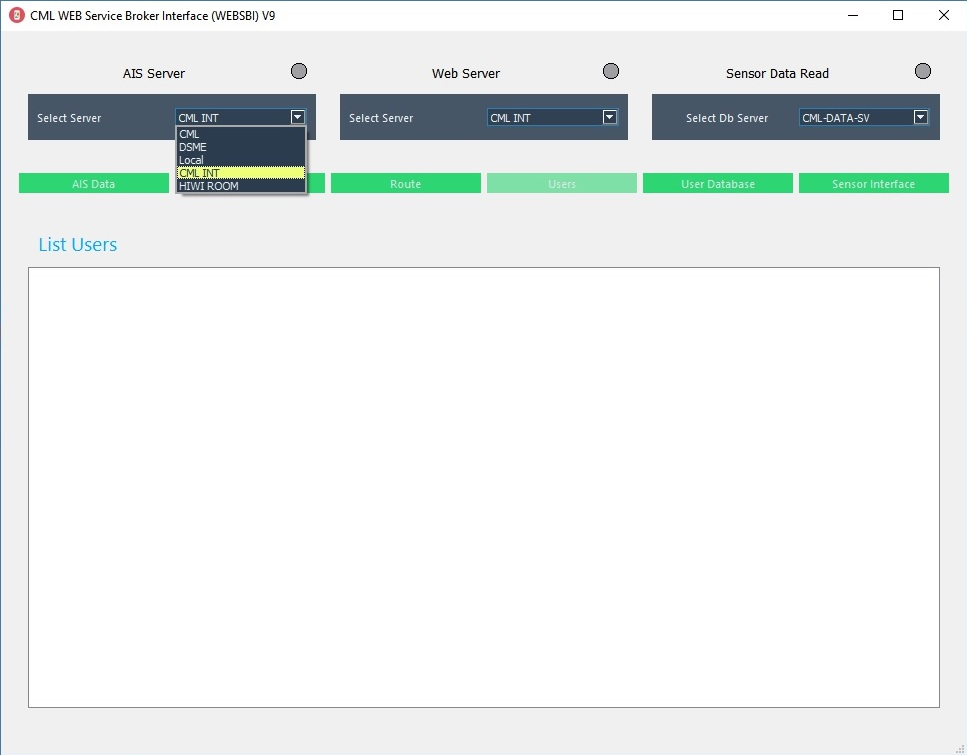 CML WEB Service Broker Interface (WEBSBI) V9
AIS Server
Web Server
Sensor Data Read
Select Server
CML INT
Select Server
CML INT
Select Db Server
CML-DATA-SV
CML
DSME
Local
CML INT
HIWI ROOM
AIS Data
Route
Users
User Database
Sensor Interface
List Users